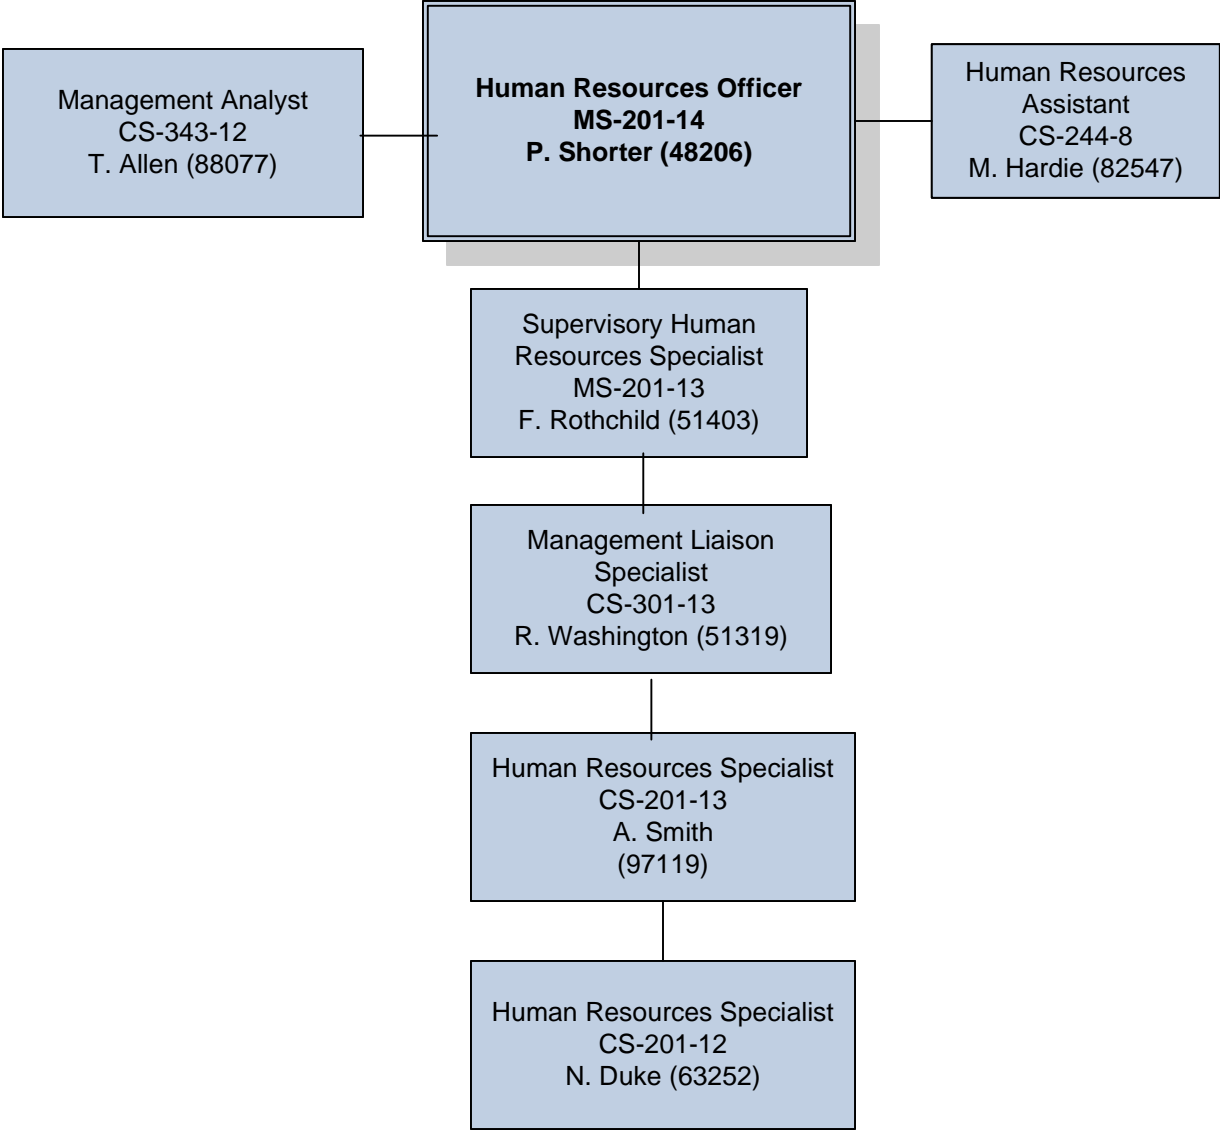 Management Analyst
CS-343-12
T. Allen (88077)
Human Resources Officer
MS-201-14
P. Shorter (48206)
Human Resources
Assistant
CS-244-8
M. Hardie (82547)
Supervisory Human
Resources Specialist
MS-201-13
F. Rothchild (51403)
Management Liaison
Specialist
CS-301-13
R. Washington (51319)
Human Resources Specialist
CS-201-13
A. Smith
(97119)
Human Resources Specialist
CS-201-12
N. Duke (63252)